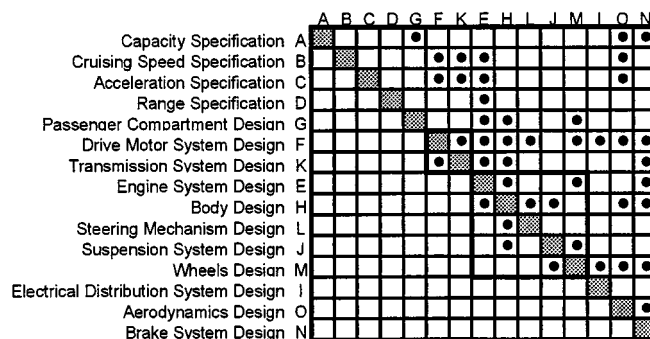 A B C D F K E H L J M I O N
Capacity Specification A
Cruising Speed Specification B
Acceleration Specification C
Range Specification D
Passenger Compartment Design G
Drive Motor System Design F
Transmission System Design K
Engine System Design E
Body Design H
Steering Mechanism Design L
Suspension System Design J
Wheels Design M
Electrical Distribution System Design I
Aerodynamics Design O
Brake System Design N